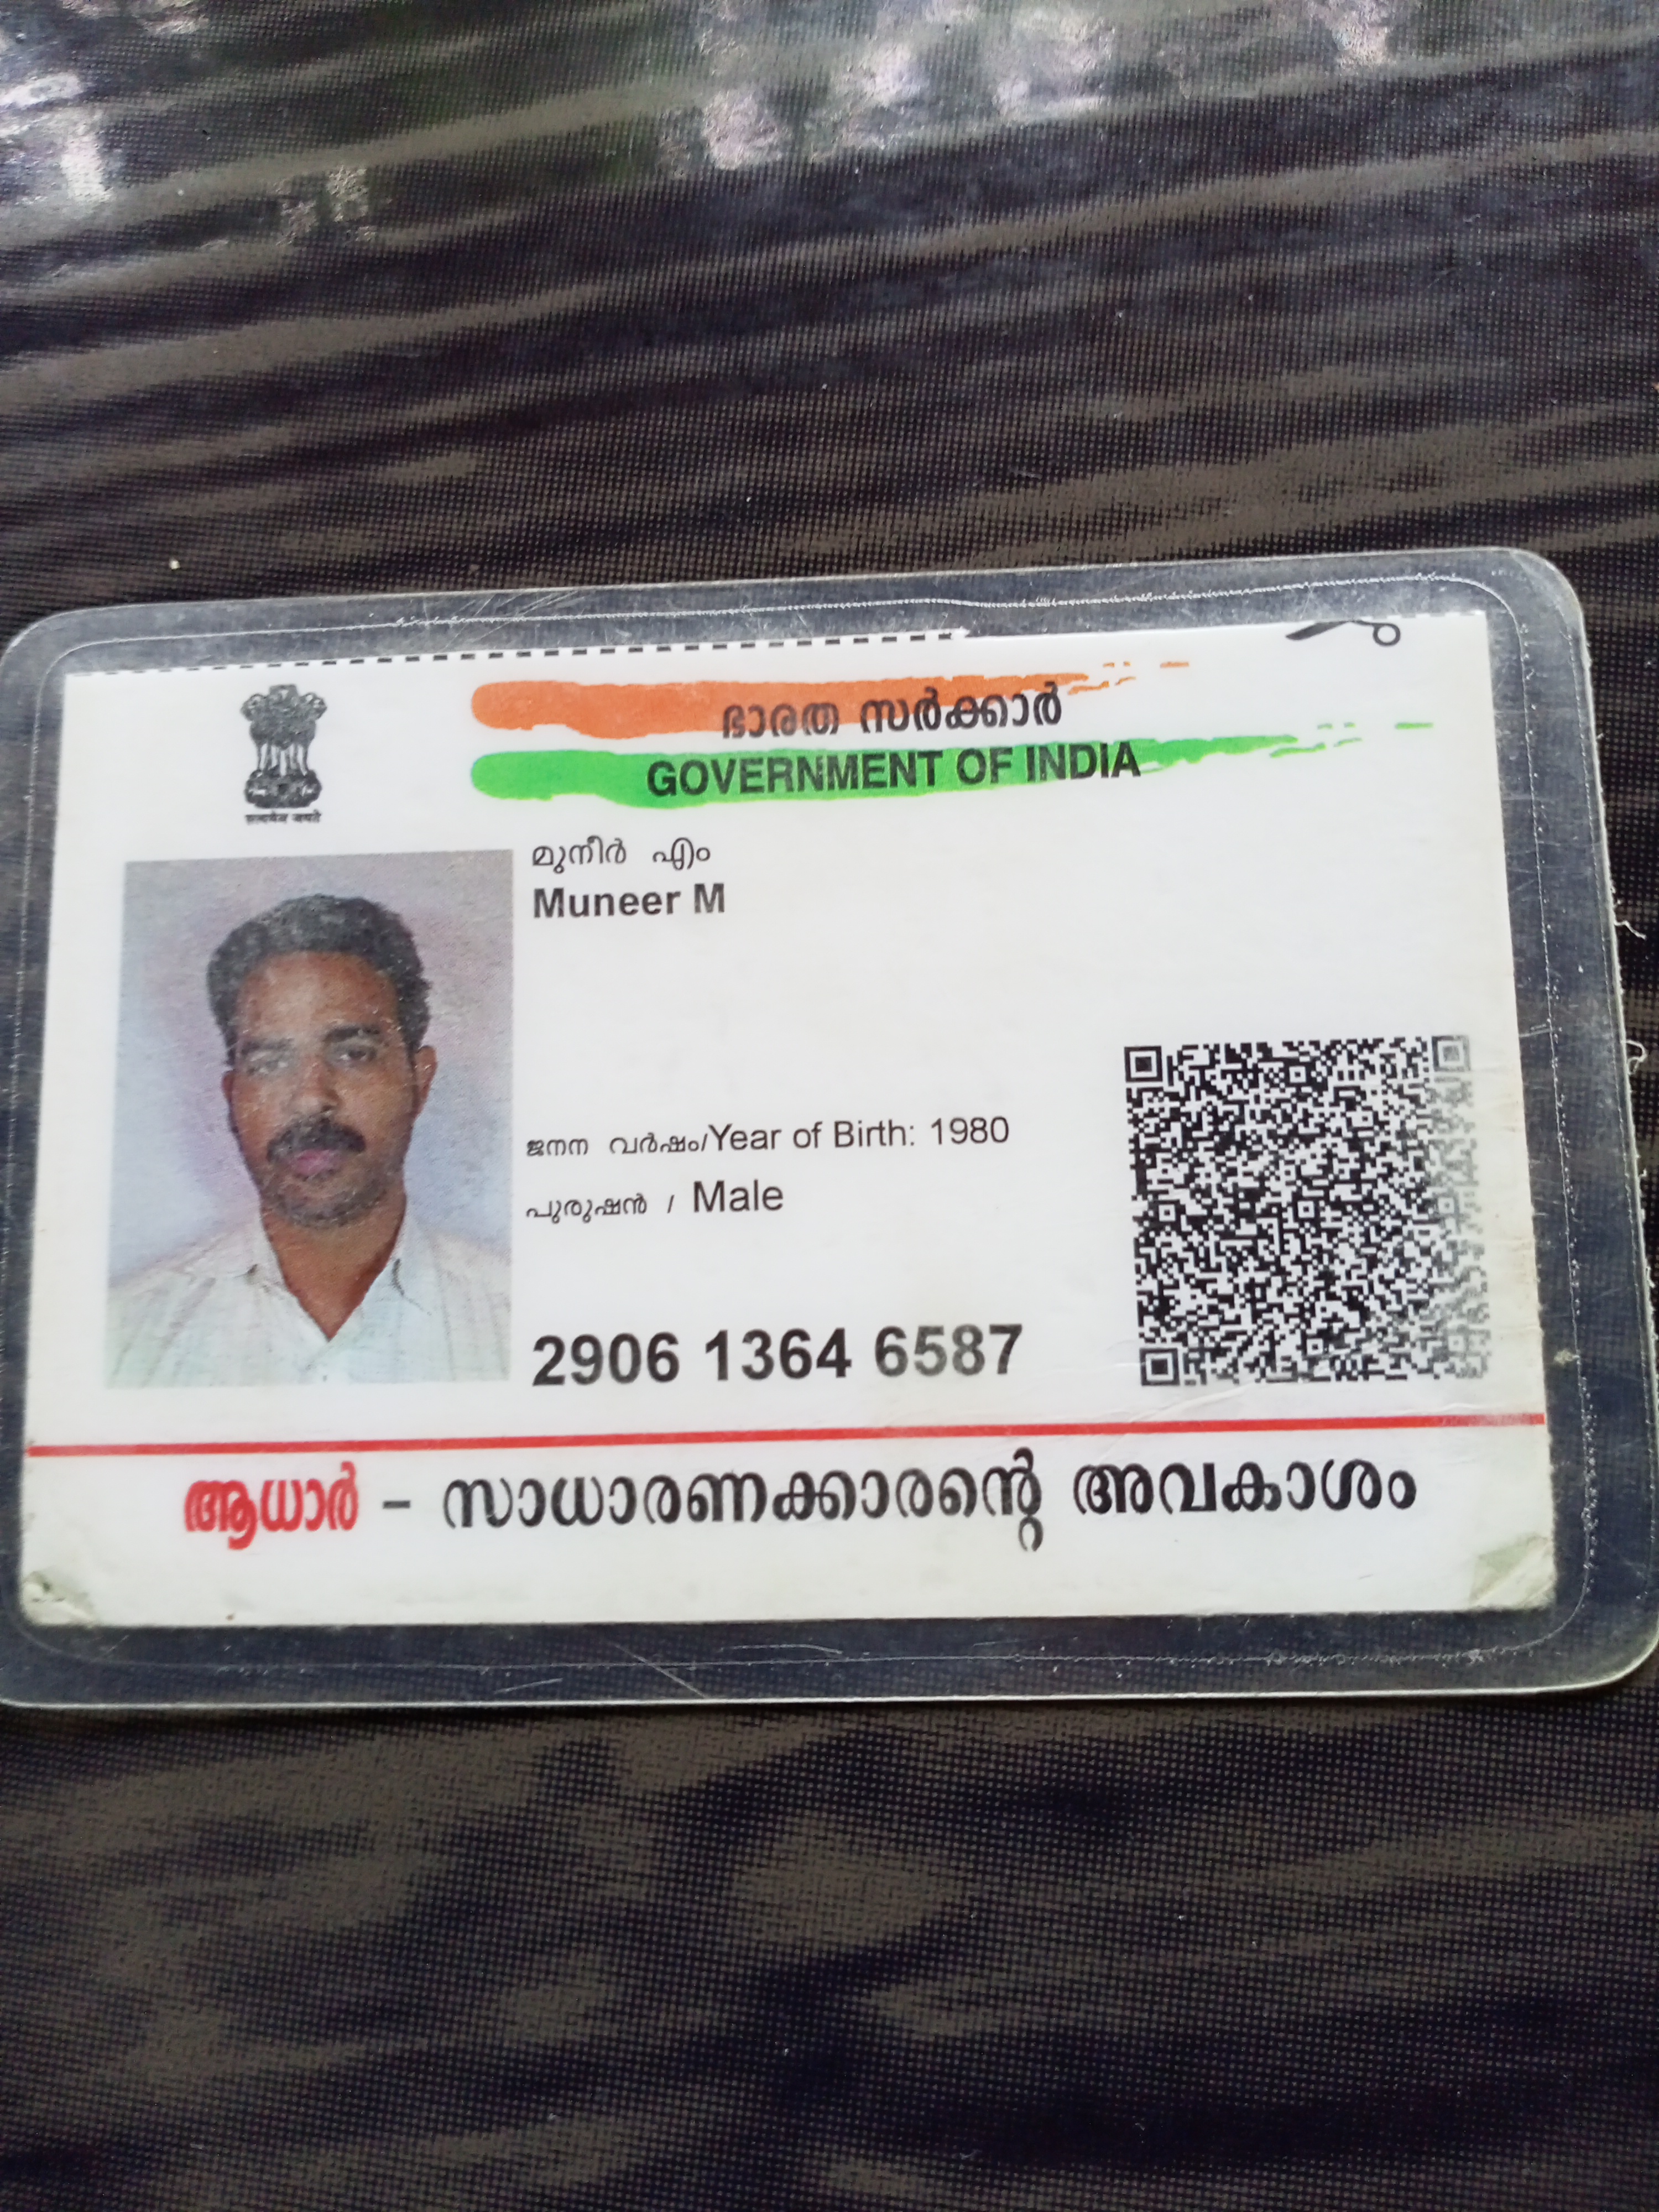 ഭാരത സർക്കാർ
GOVERNMENT OF INDIA
सत्यमेव जयते
മുനീർ എം
Muneer M
ജനന വർഷം/Year of Birth: 1980
പുരുഷൻ / Male
2906 1364 6587
ആധാർ – സാധാരണക്കാരന്റെ അവകാശം